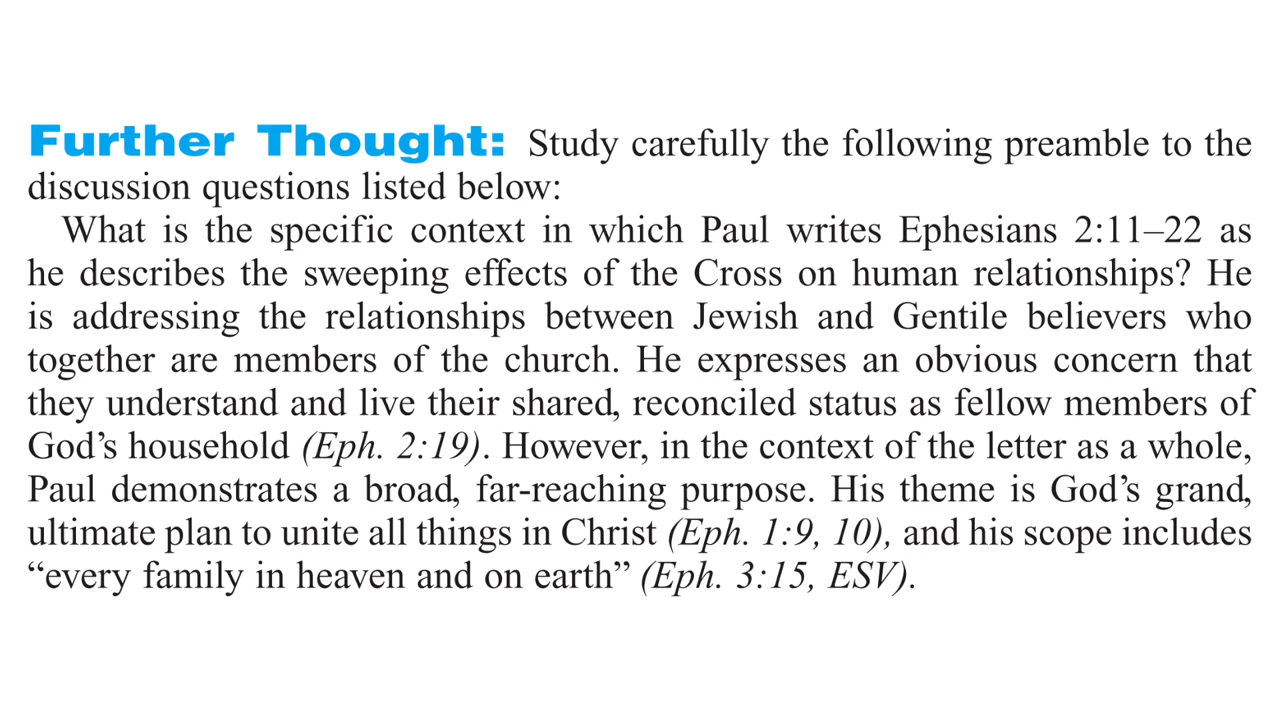 Further Thought: Study carefully the following preamble to the
discussion questions listed below:
What is the specific context in which Paul writes Ephesians 2:11–22 as
he describes the sweeping effects of the Cross on human relationships? He
is addressing the relationships between Jewish and Gentile believers who
together are members of the church. He expresses an obvious concern that
they understand and live their shared, reconciled status as fellow members of
God’s household (Eph. 2:19). However, in the context of the letter as a whole,
Paul demonstrates a broad, far-reaching purpose. His theme is God’s grand,
ultimate plan to unite all things in Christ (Eph. 1:9, 10), and his scope includes
“every family in heaven and on earth” (Eph. 3:15, ESV).